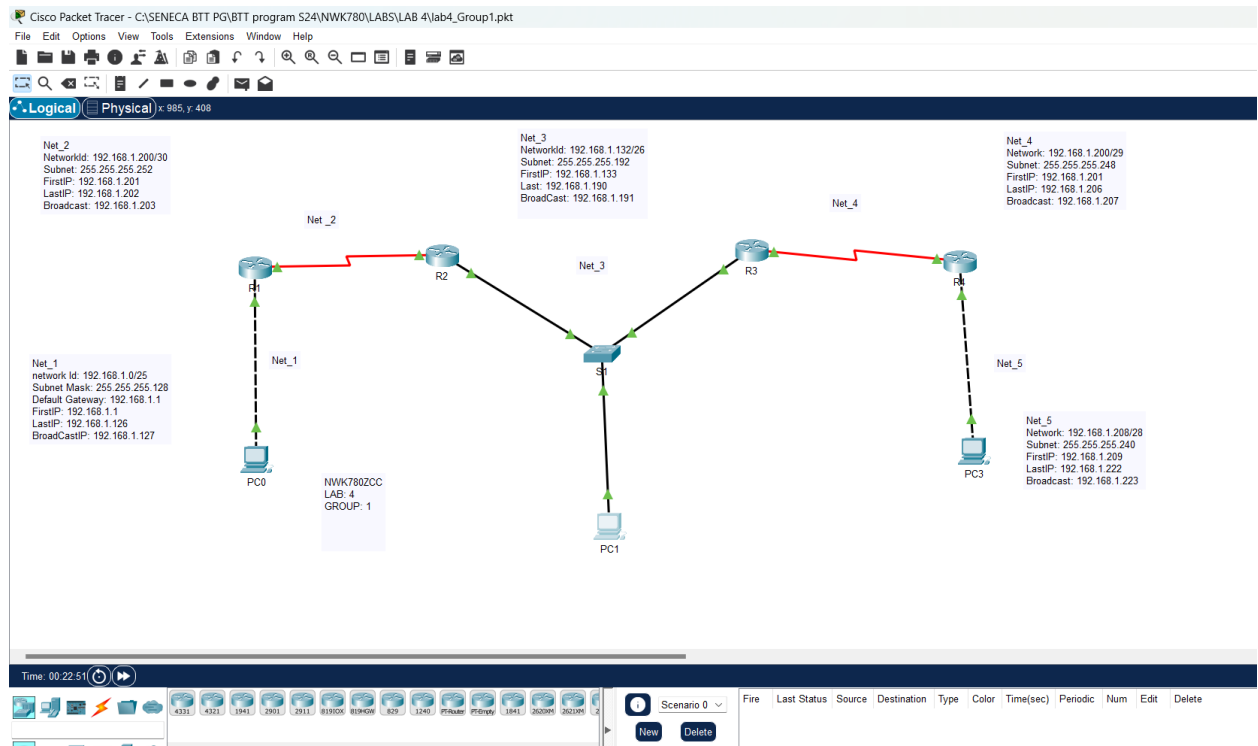 Cisco Packet Tracer - C:\SENECA BTT PG\BTT program S24\NWK780\LABS\LAB 4\lab4_Group1.pkt
File Edit Options View Tools Extensions Window Help
Logical Physical x: 985, y: 408
Net_2
NetworkId: 192.168.1.200/30
Subnet: 255.255.255.252
FirstIP: 192.168.1.201
LastIP: 192.168.1.202
Broadcast: 192.168.1.203
Net_3
NetworkId: 192.168.1.132/26
Subnet: 255.255.255.192
FirstIP: 192.168.1.133
Last: 192.168.1.190
BroadCast: 192.168.1.191
Net_4
Network: 192.168.1.200/29
Subnet: 255.255.255.248
FirstIP: 192.168.1.201
LastIP: 192.168.1.206
Broadcast: 192.168.1.207
Net _2
Net_4
Net_3
R1
R2
R3
R4
Net_1
S1
Net_5
Net_1
network Id: 192.168.1.0/25
Subnet Mask: 255.255.255.128
Default Gateway: 192.168.1.1
FirstIP: 192.168.1.1
LastIP: 192.168.1.126
BroadCastIP: 192.168.1.127
Net_5
Network: 192.168.1.208/28
Subnet: 255.255.255.240
FirstIP: 192.168.1.209
LastIP: 192.168.1.222
Broadcast: 192.168.1.223
PC0
PC3
NWK780ZCC
LAB: 4
GROUP: 1
PC1
Time: 00:22:51
4331 4321 1941 2901 2911 819IOX 819HGW 829 1240 PT-Router PT-Empty 1841 2620XM 2621XM 2
Scenario 0
New Delete
Fire Last Status Source Destination Type Color Time(sec) Periodic Num Edit Delete